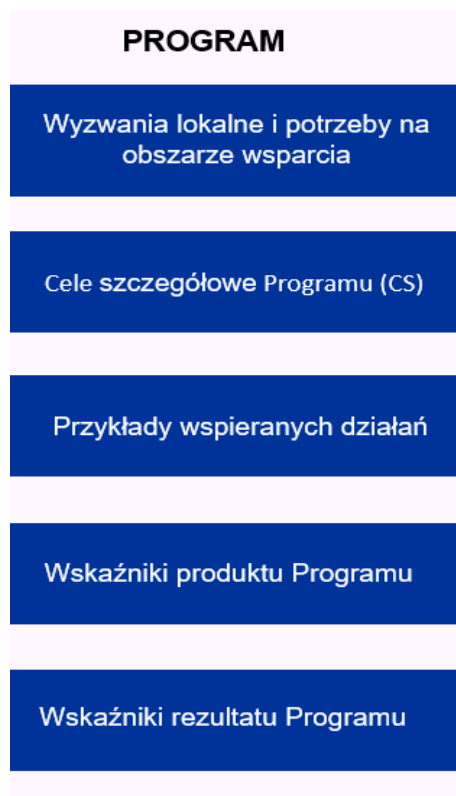 PROGRAM
Wyzwania lokalne i potrzeby na
obszarze wsparcia
Cele szczegółowe Programu (CS)
Przykłady wspieranych działań
Wskaźniki produktu Programu
Wskaźniki rezultatu Programu